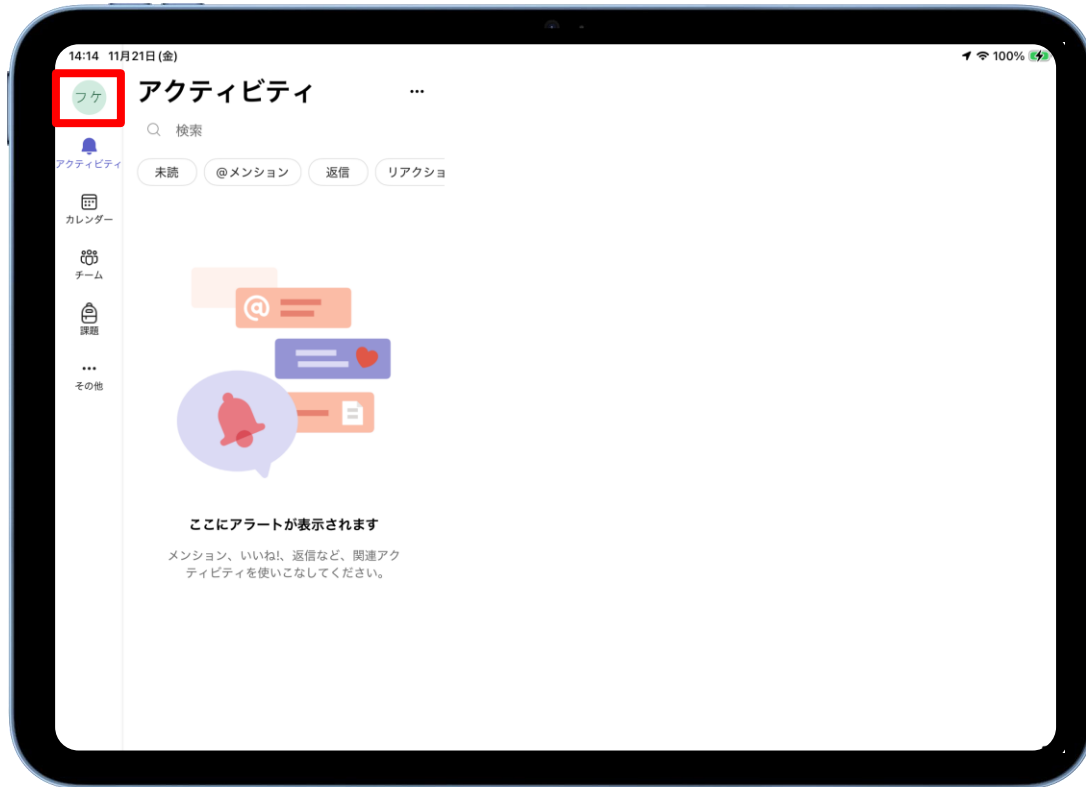 14:14 11月21日(金)
100%
フケ
アクティビティ
...
検索
アクティビティ
未読
@メンション
返信
リアクショ
カレンダー
チーム
課題
その他
@
ここにアラートが表示されます
メンション、いいね!、返信など、関連アク
ティビティを使いこなしてください。